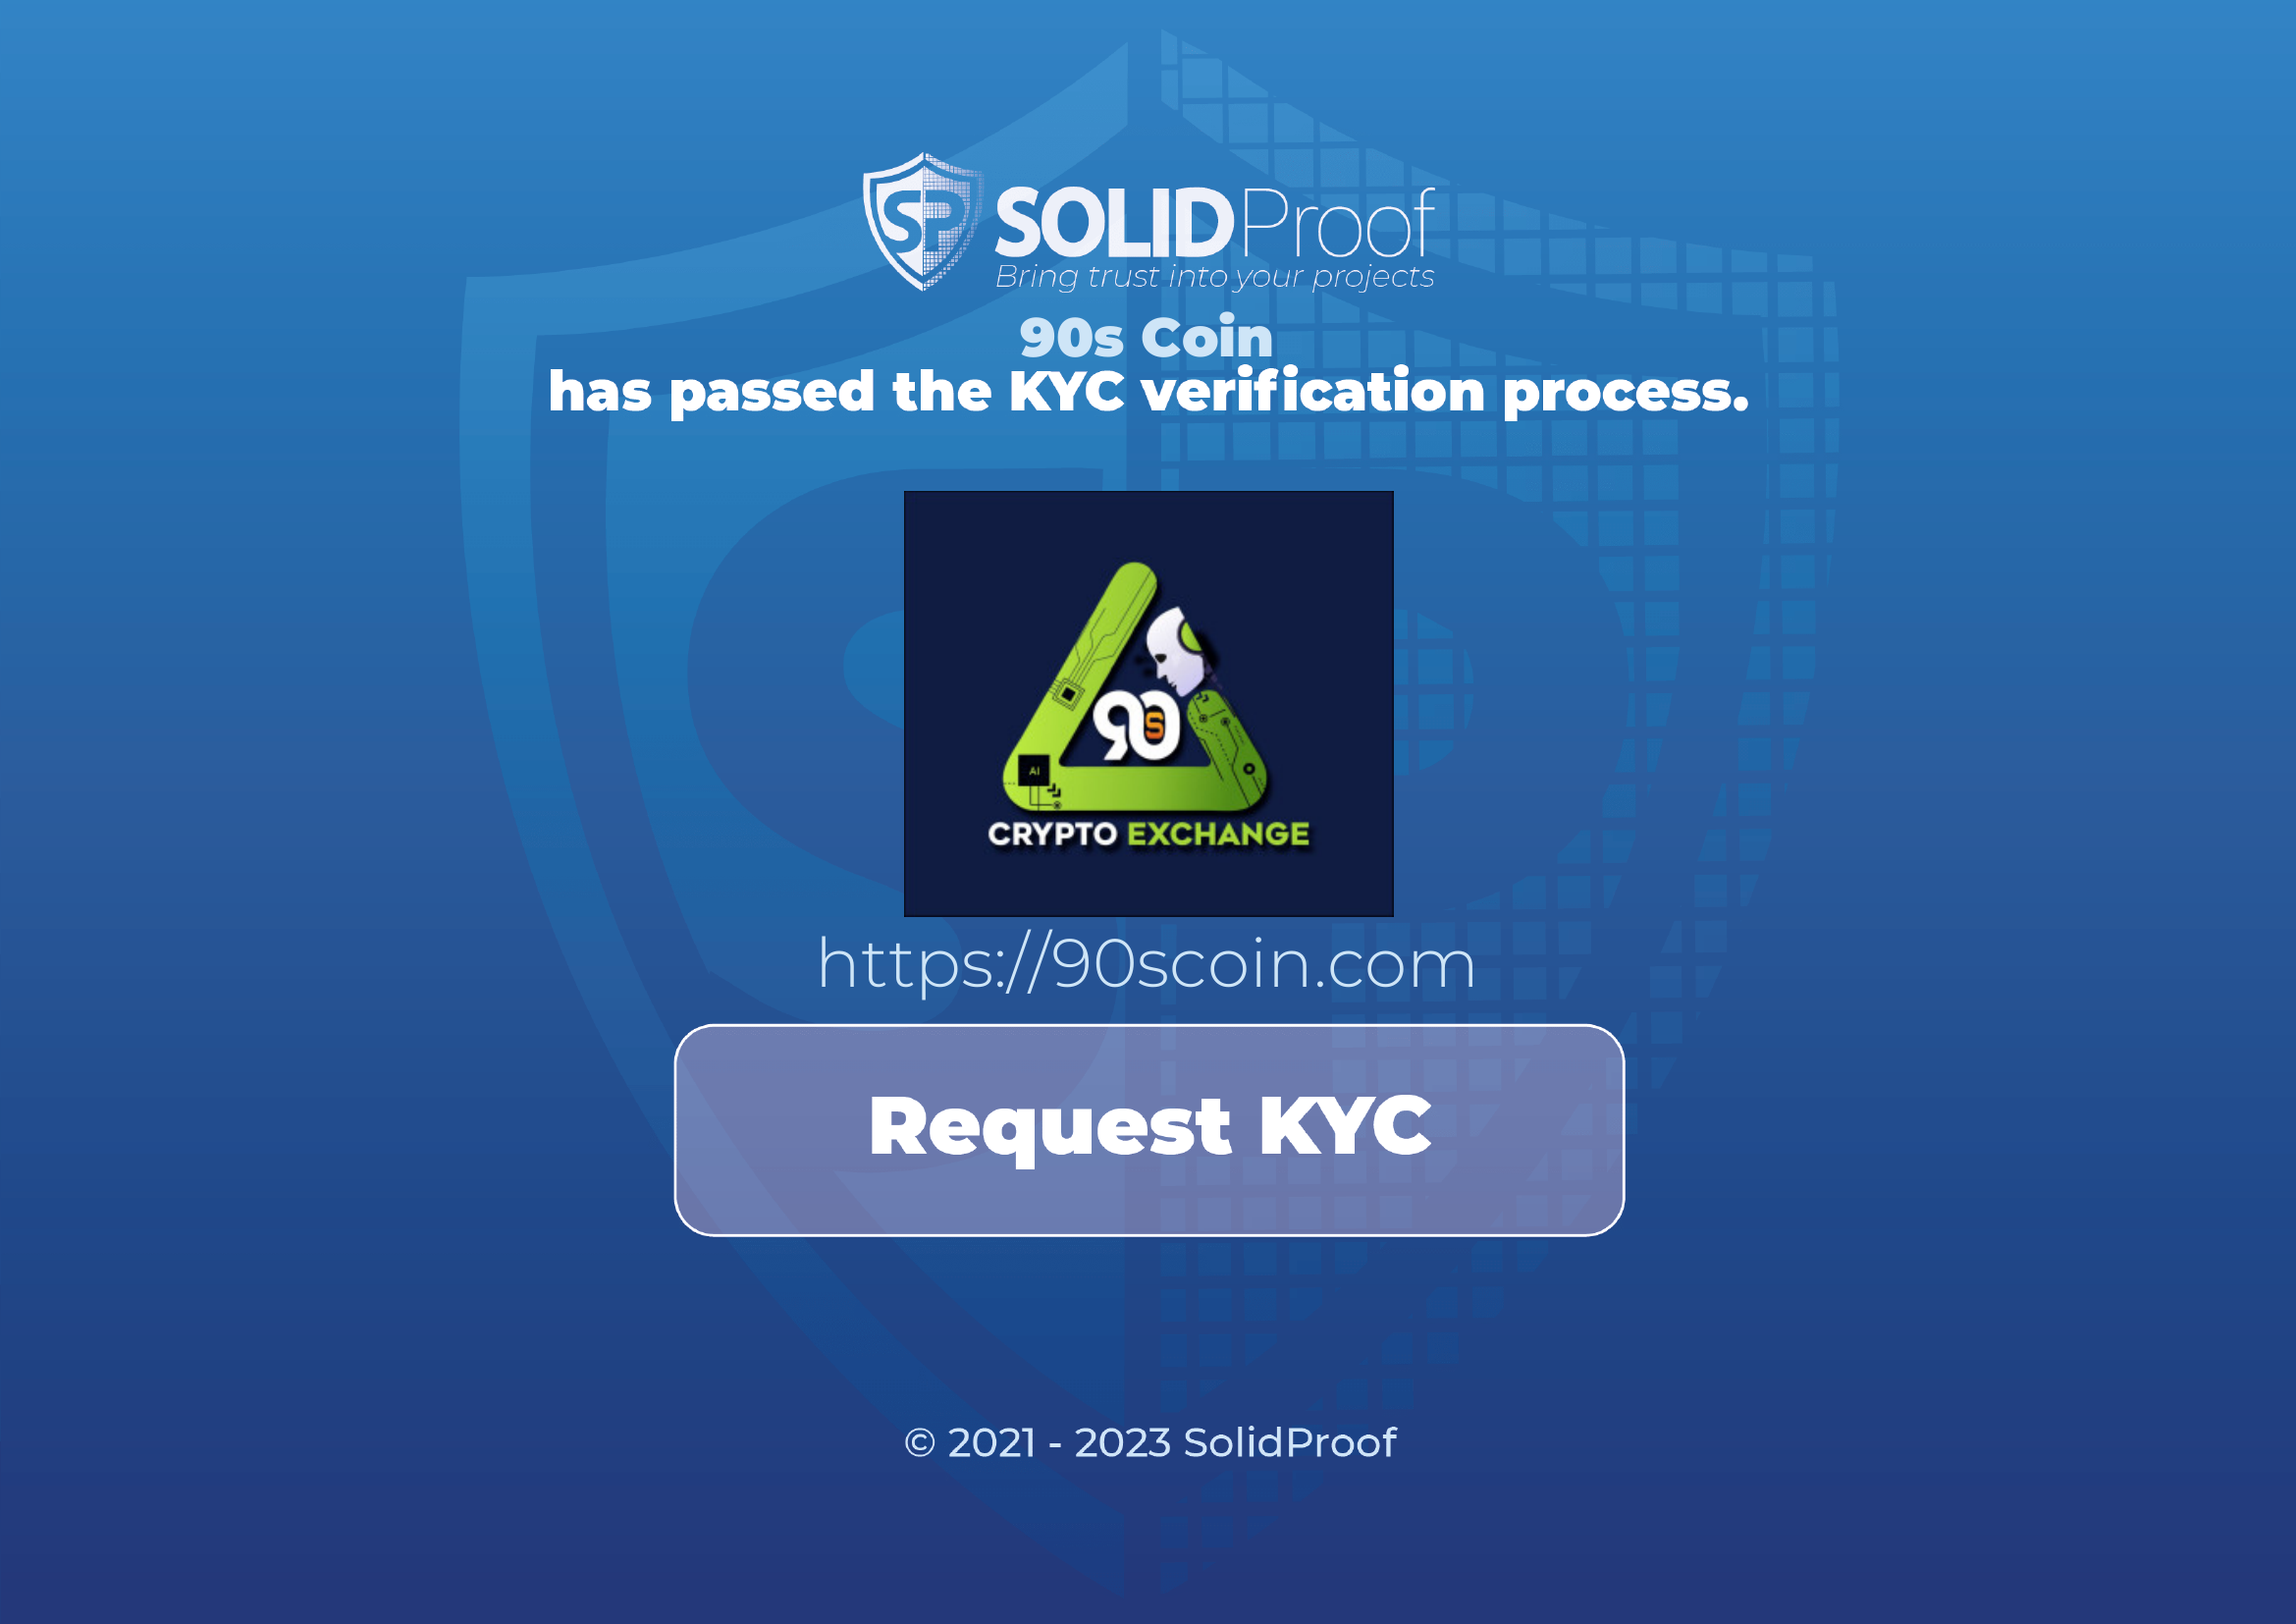 SP SOLIDProof
Bring trust into your projects
90s Coin
has passed the KYC verification process.
90s
AI
CRYPTO EXCHANGE
https://90scoin.com
Request KYC
© 2021 - 2023 SolidProof